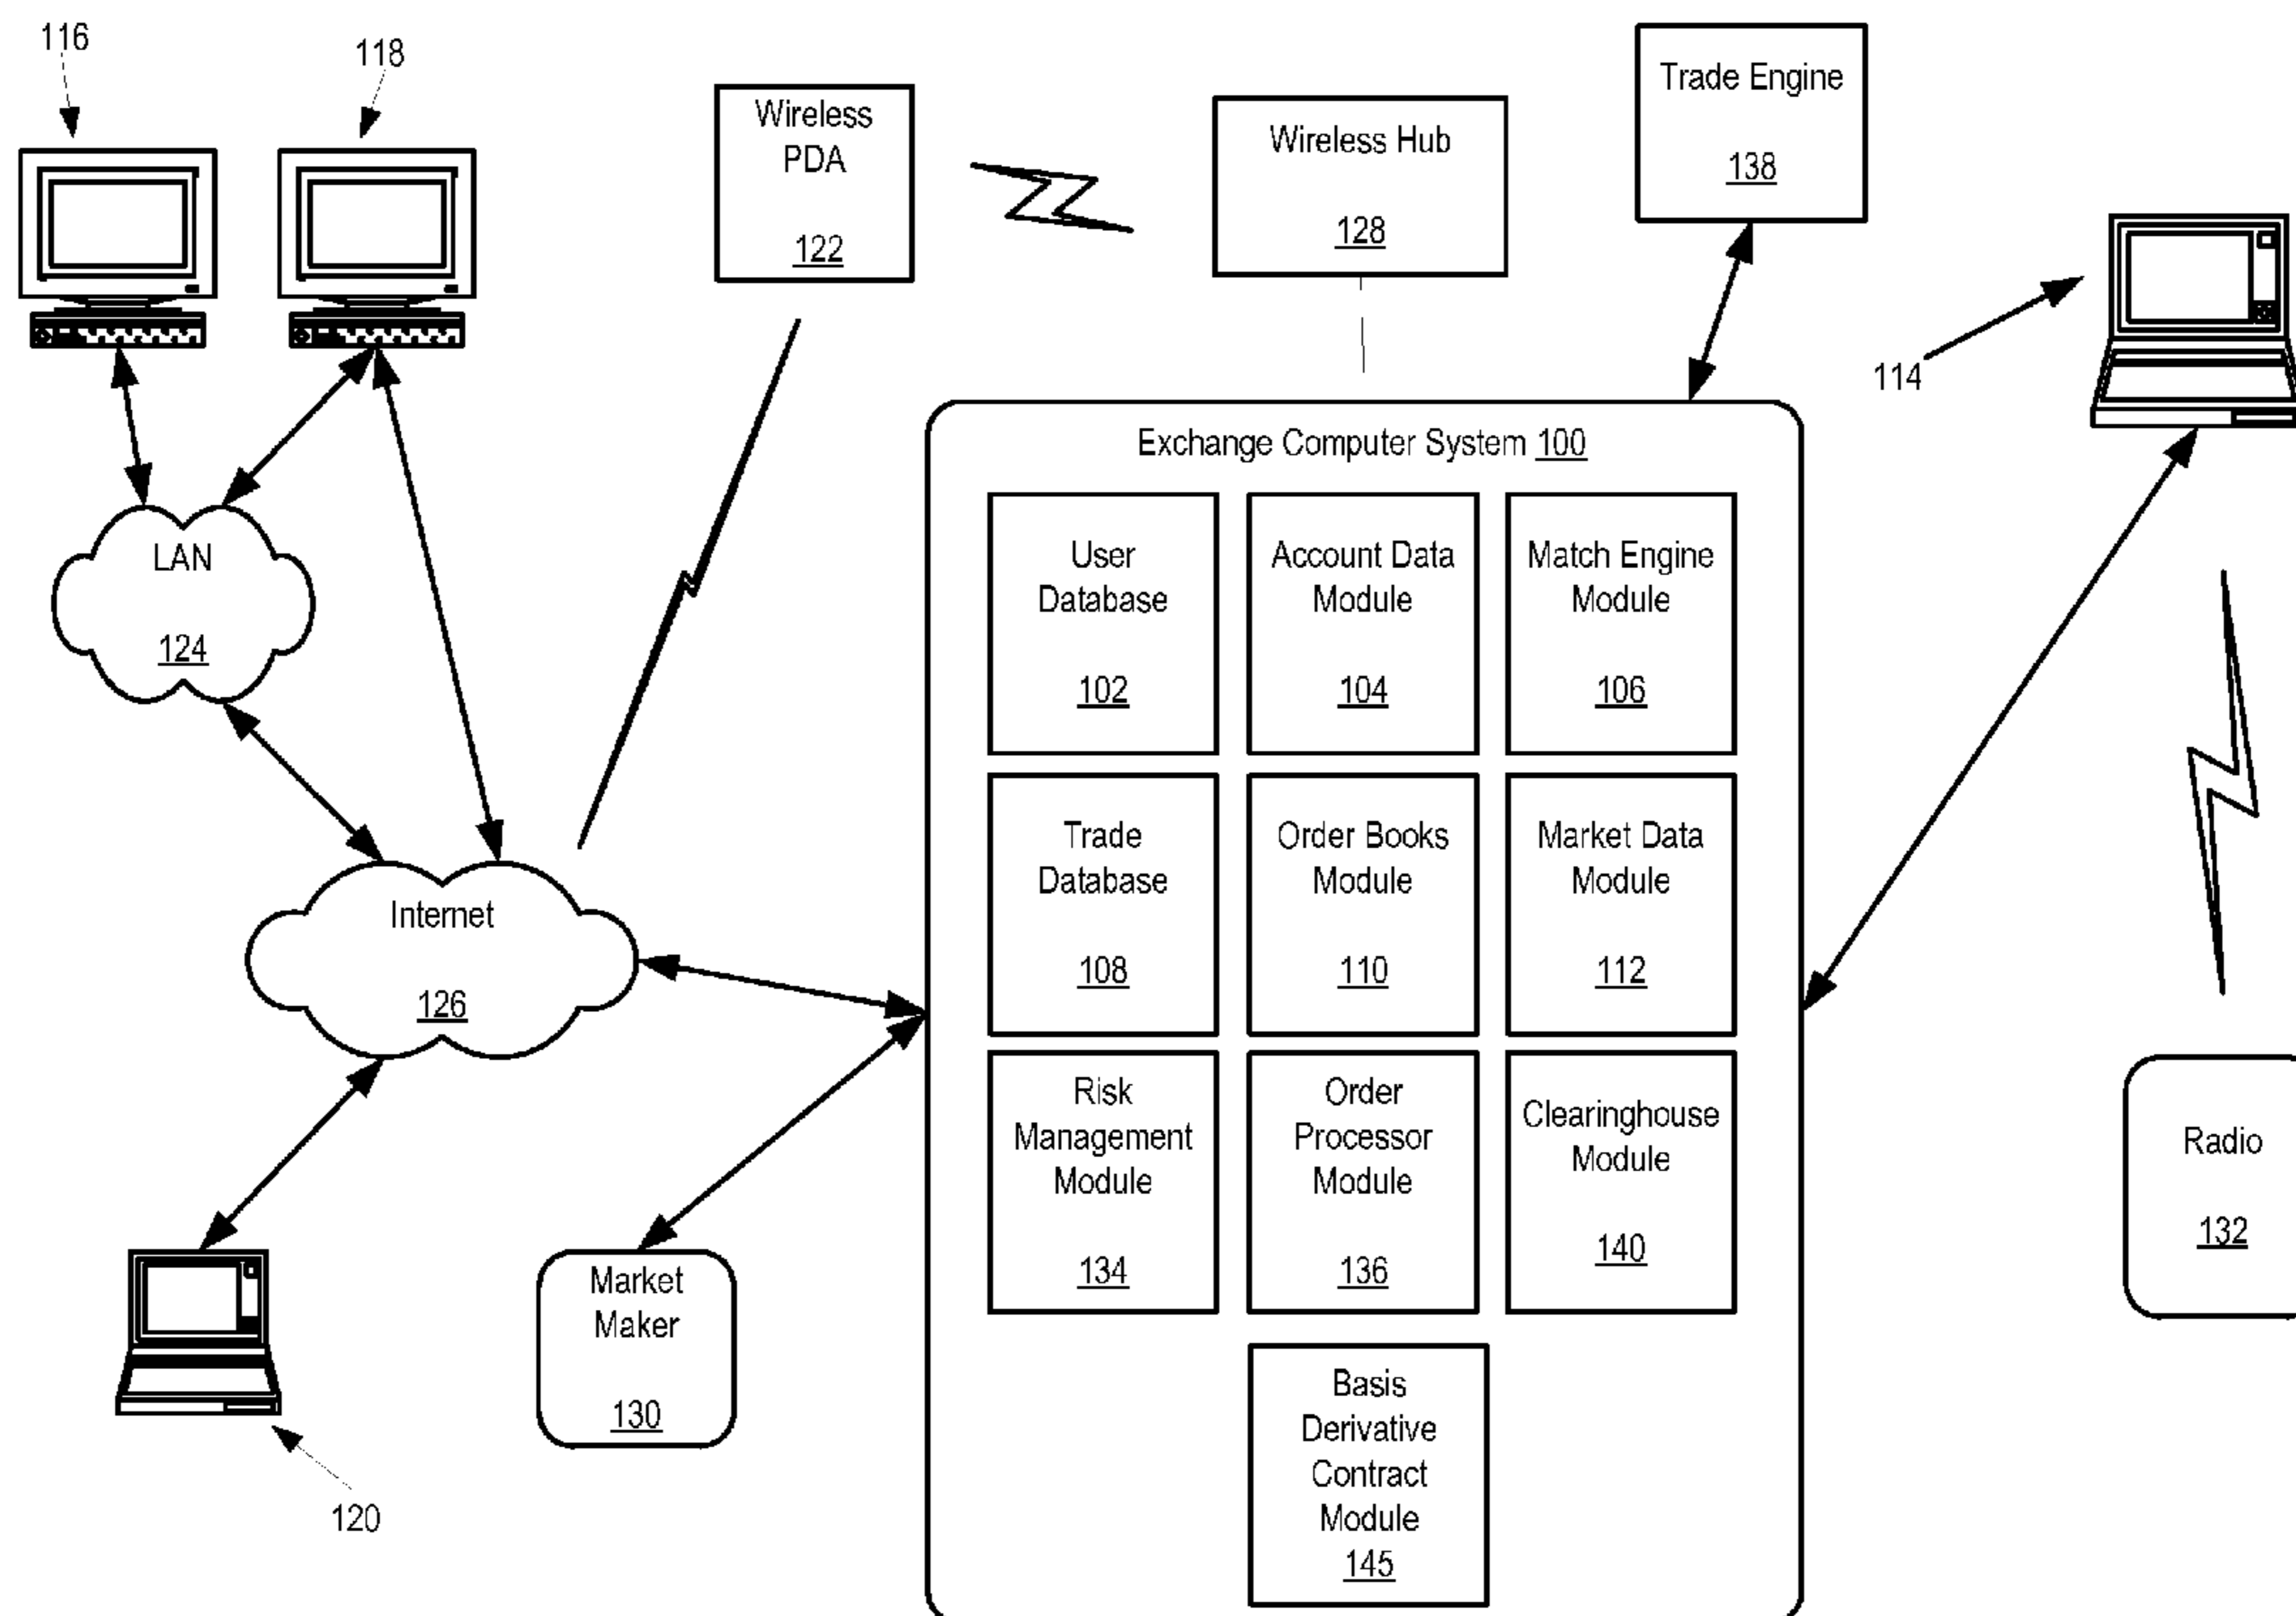 116
118
Wireless
PDA
122
Wireless Hub
128
Trade Engine
138
114
LAN
124
Internet
126
120
Market
Maker
130
Exchange Computer System 100
User
Database
102
Account Data
Module
104
Match Engine
Module
106
Trade
Database
108
Order Books
Module
110
Market Data
Module
112
Risk
Management
Module
134
Order
Processor
Module
136
Clearinghouse
Module
140
Basis
Derivative
Contract
Module
145
Radio
132